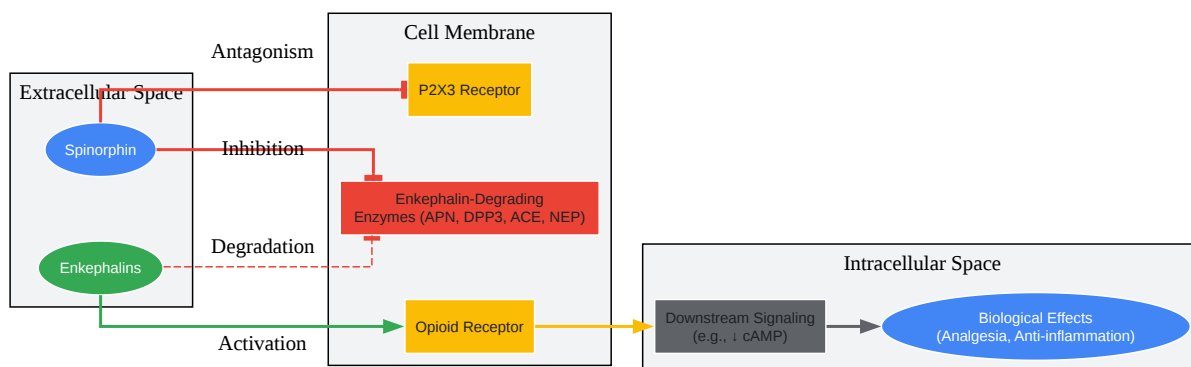 Extracellular Space
Spinorphin
Enkephalins
Antagonism
Inhibition
Degradation
Activation
Cell Membrane
P2X3 Receptor
Enkephalin-Degrading
Enzymes (APN, DPP3, ACE, NEP)
Opioid Receptor
Intracellular Space
Downstream Signaling
(e.g., ↓ cAMP)
Biological Effects
(Analgesia, Anti-inflammation)